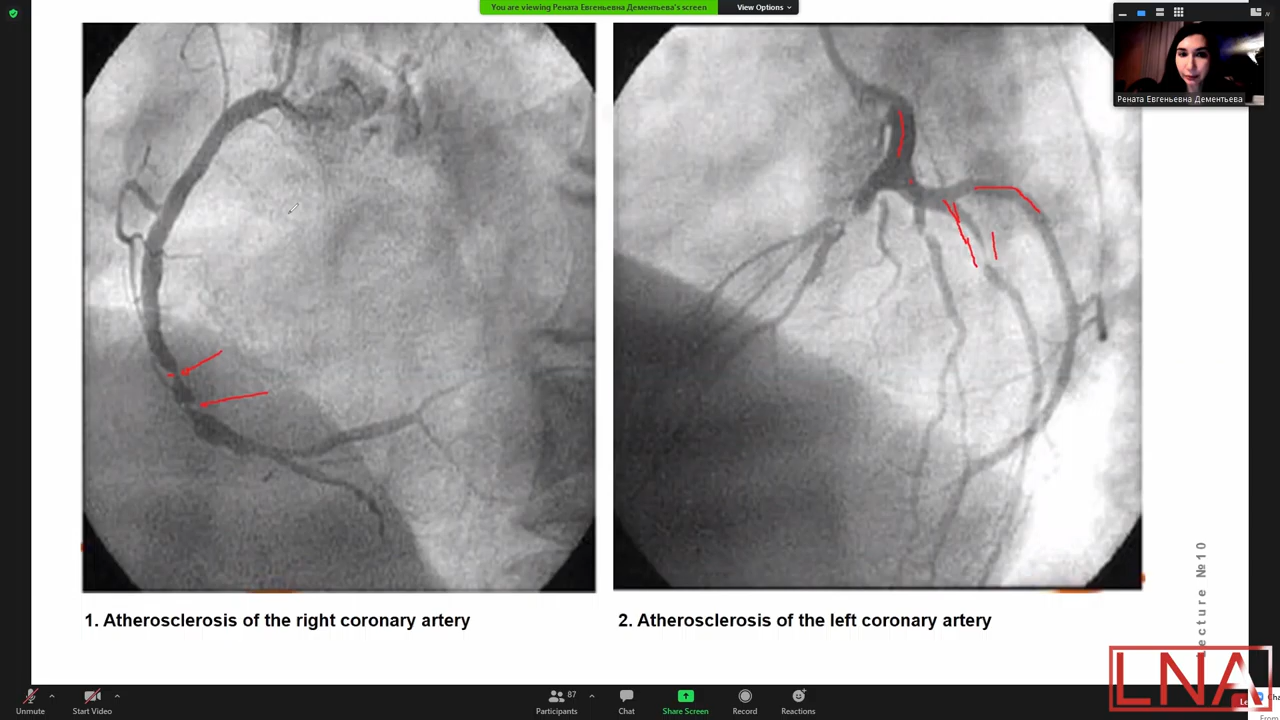 You are viewing Рената Евгеньевна Дементьева's screen
View Options
Рената Евгеньевна Дементьева
1. Atherosclerosis of the right coronary artery
2. Atherosclerosis of the left coronary artery
Lecture №10
LNA
Unmute
Start Video
Participants
87
Chat
Share Screen
Record
Reactions